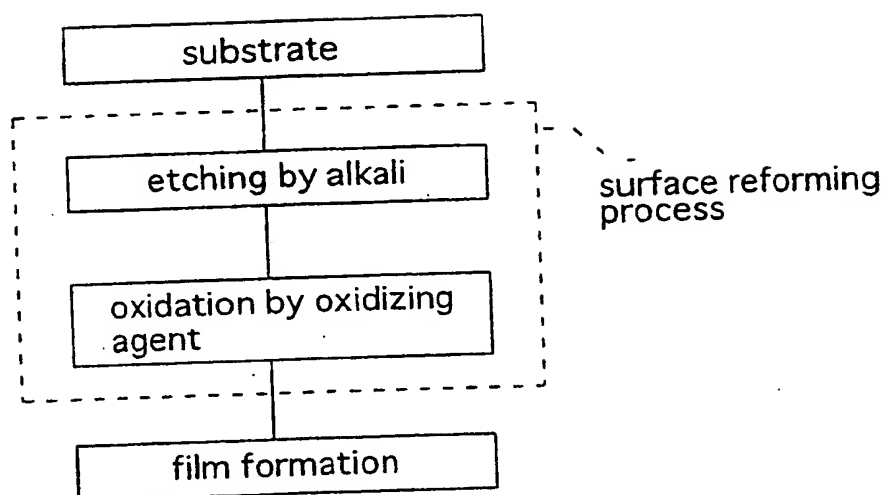 substrate
etching by alkali
surface reforming
process
oxidation by oxidizing
agent
film formation